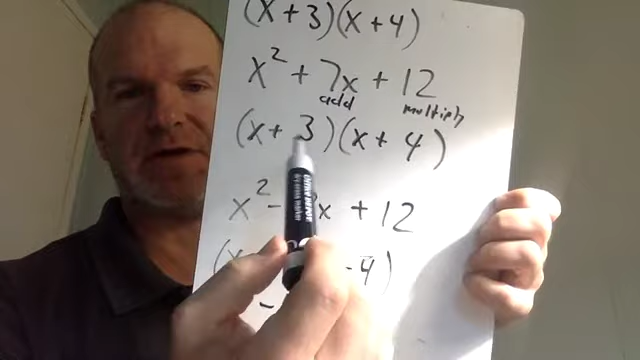 (x+3)(x+4)
x² + 7x + 12
add multiply
(x+ 3)(x+ 4)
x² - x + 12
(x -4)
-